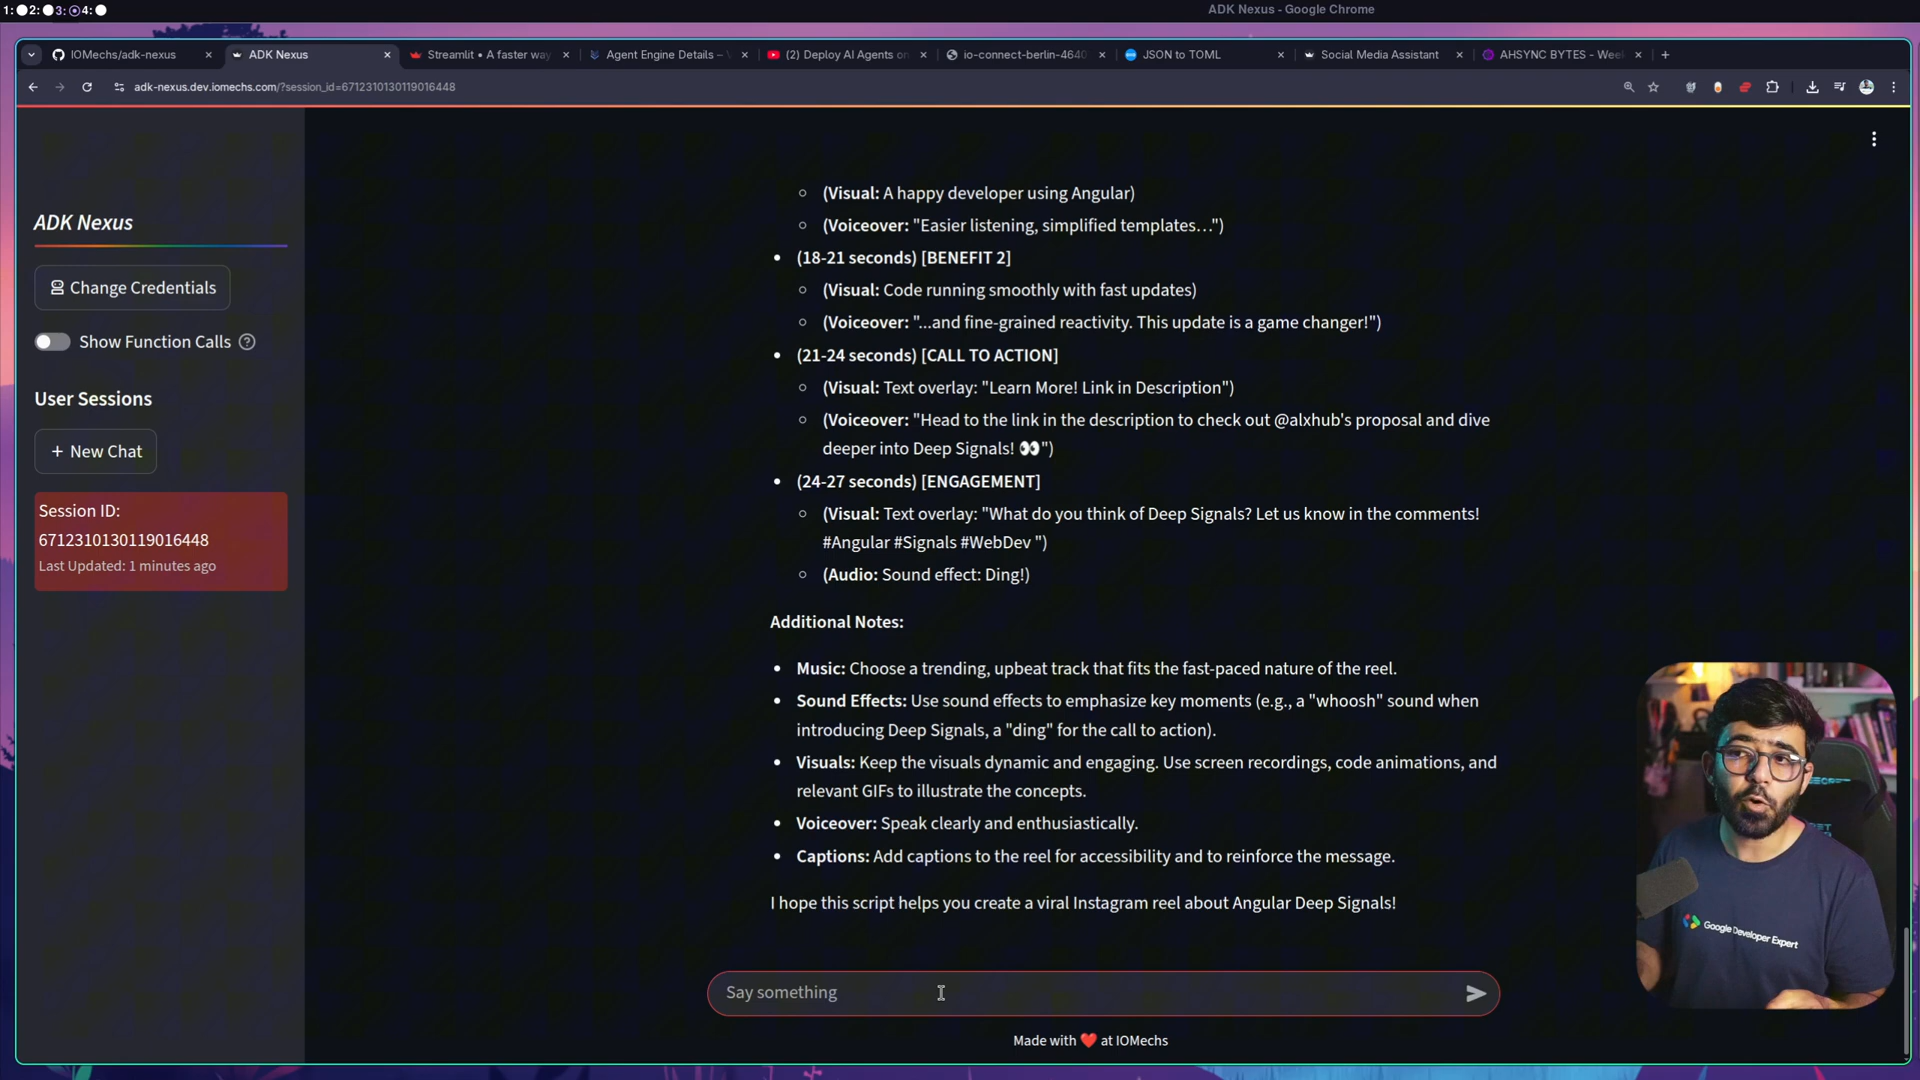 1: 2: 3: 4:
ADK Nexus - Google Chrome
IOMechs/adk-nexus
ADK Nexus
Streamlit • A faster way
Agent Engine Details –
(2) Deploy AI Agents on
io-connect-berlin-4640
JSON to TOML
Social Media Assistant
AHSYNC BYTES - Wee
adk-nexus.dev.iomechs.com/?session_id=6712310130119016448
ADK Nexus
Change Credentials
Show Function Calls
User Sessions
+ New Chat
Session ID:
6712310130119016448
Last Updated: 1 minutes ago
(Visual: A happy developer using Angular)
(Voiceover: "Easier listening, simplified templates…")
• (18-21 seconds) [BENEFIT 2]
(Visual: Code running smoothly with fast updates)
(Voiceover: "...and fine-grained reactivity. This update is a game changer!")
• (21-24 seconds) [CALL TO ACTION]
(Visual: Text overlay: "Learn More! Link in Description")
(Voiceover: "Head to the link in the description to check out @alxhub's proposal and dive
deeper into Deep Signals! 👀")
• (24-27 seconds) [ENGAGEMENT]
(Visual: Text overlay: "What do you think of Deep Signals? Let us know in the comments!
#Angular #Signals #WebDev ")
(Audio: Sound effect: Ding!)
Additional Notes:
• Music: Choose a trending, upbeat track that fits the fast-paced nature of the reel.
• Sound Effects: Use sound effects to emphasize key moments (e.g., a "whoosh" sound when
introducing Deep Signals, a "ding" for the call to action).
• Visuals: Keep the visuals dynamic and engaging. Use screen recordings, code animations, and
relevant GIFs to illustrate the concepts.
• Voiceover: Speak clearly and enthusiastically.
• Captions: Add captions to the reel for accessibility and to reinforce the message.
I hope this script helps you create a viral Instagram reel about Angular Deep Signals!
Say something
Made with ❤️ at IOMechs
Google Developer Expert